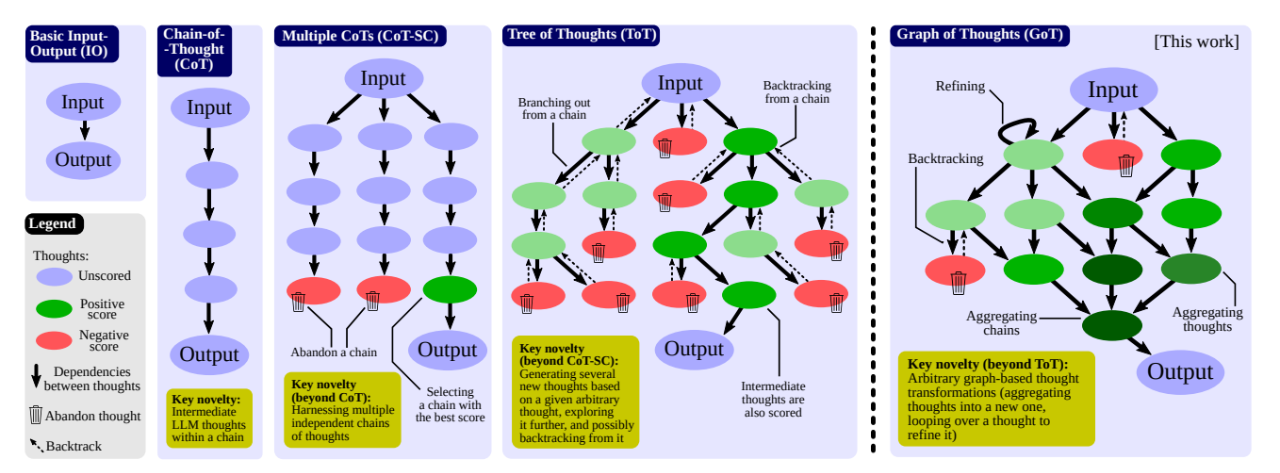 Basic Input-
Output (IO)
Input
Output
Legend
Thoughts:
Unscored
Positive
score
Negative
score
Dependencies
between thoughts
Abandon thought
Backtrack
Chain-of-
-Thought
(CoT)
Input
Output
Key novelty:
Intermediate
LLM thoughts
within a chain
Multiple CoTs (CoT-SC)
Input
Abandon a chain
Output
Key novelty
(beyond CoT):
Harnessing multiple
independent chains
of thoughts
Selecting
a chain with
the best score
Tree of Thoughts (ToT)
Input
Branching out
from a chain
Backtracking
from a chain
Output
Key novelty
(beyond CoT-SC):
Generating several
new thoughts based
on a given arbitrary
thought, exploring
it further, and possibly
backtracking from it
Intermediate
thoughts are
also scored
Graph of Thoughts (GoT)
[This work]
Refining
Input
Backtracking
Aggregating
chains
Aggregating
thoughts
Output
Key novelty (beyond ToT):
Arbitrary graph-based thought
transformations (aggregating
thoughts into a new one,
looping over a thought to
refine it)